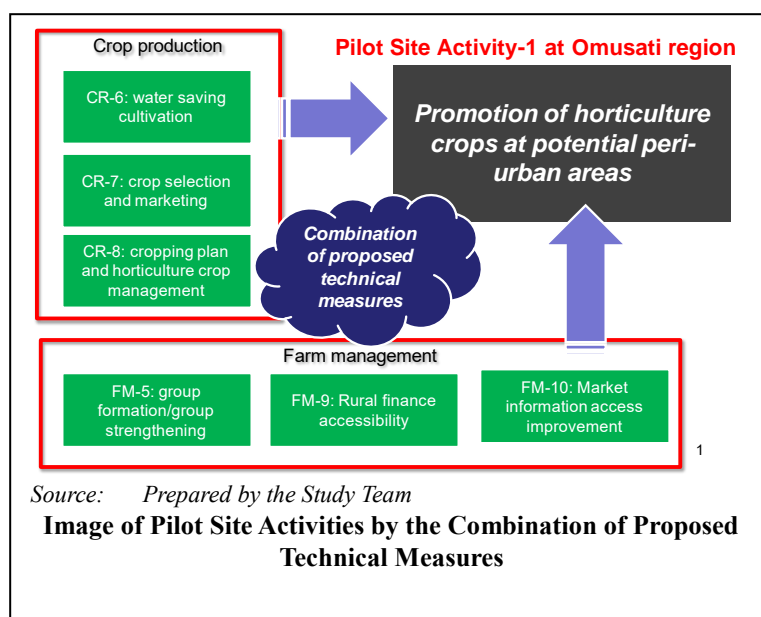 Crop production
CR-6: water saving
cultivation
CR-7: crop selection
and marketing
CR-8: cropping plan
and horticulture crop
management
Pilot Site Activity-1 at Omusati region
Promotion of horticulture
crops at potential peri-
urban areas
Combination
of proposed
technical
measures
Farm management
FM-5: group
formation/group
strengthening
FM-9: Rural finance
accessibility
FM-10: Market
information access
improvement
1
Source: Prepared by the Study Team
Image of Pilot Site Activities by the Combination of Proposed
Technical Measures